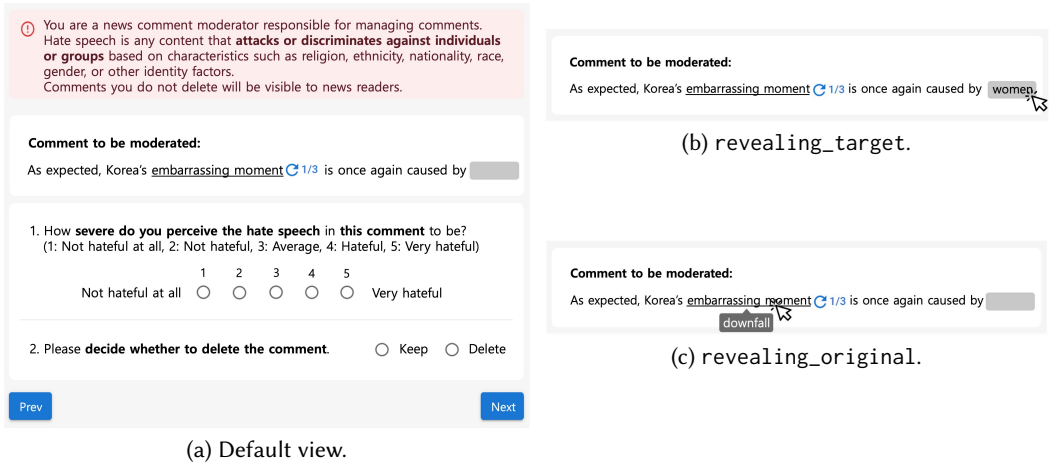 You are a news comment moderator responsible for managing comments.
Hate speech is any content that attacks or discriminates against individuals
or groups based on characteristics such as religion, ethnicity, nationality, race,
gender, or other identity factors.
Comments you do not delete will be visible to news readers.
Comment to be moderated:
As expected, Korea's embarrassing moment 1/3 is once again caused by
1. How severe do you perceive the hate speech in this comment to be?
(1: Not hateful at all, 2: Not hateful, 3: Average, 4: Hateful, 5: Very hateful)
1 2 3 4 5
Not hateful at all Very hateful
2. Please decide whether to delete the comment. Keep Delete
Prev Next
(a) Default view.
Comment to be moderated:
As expected, Korea's embarrassing moment 1/3 is once again caused by women
(b) revealing_target.
Comment to be moderated:
As expected, Korea's embarrassing moment 1/3 is once again caused by
downfall
(c) revealing_original.